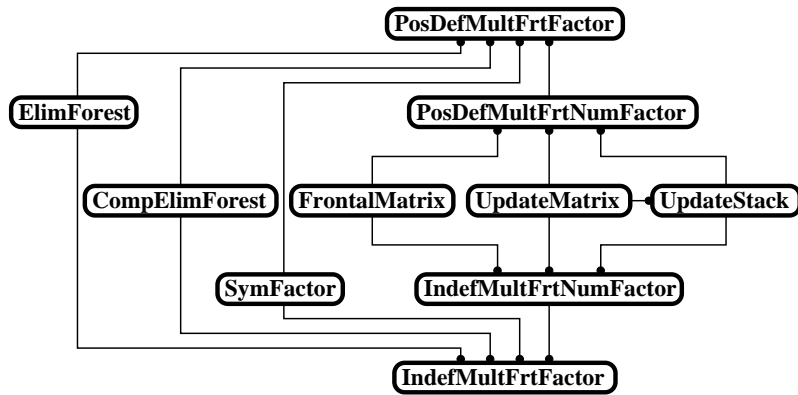 PosDefMultFrtFactor
ElimForest
PosDefMultFrtNumFactor
CompElimForest
FrontalMatrix
UpdateMatrix
UpdateStack
SymFactor
IndefMultFrtNumFactor
IndefMultFrtFactor